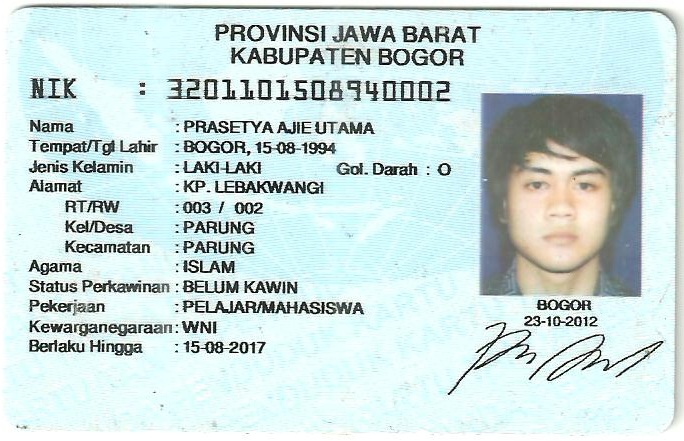 PROVINSI JAWA BARAT
KABUPATEN BOGOR
NIK : 3201101508940002
Nama : PRASETYA AJIE UTAMA
Tempat/Tgl Lahir : BOGOR, 15-08-1994
Jenis Kelamin : LAKI-LAKI Gol. Darah : O
Alamat : KP. LEBAKWANGI
RT/RW : 003 / 002
Kel/Desa : PARUNG
Kecamatan : PARUNG
Agama : ISLAM
Status Perkawinan : BELUM KAWIN
Pekerjaan : PELAJAR/MAHASISWA
Kewarganegaraan : WNI
Berlaku Hingga : 15-08-2017
BOGOR
23-10-2012